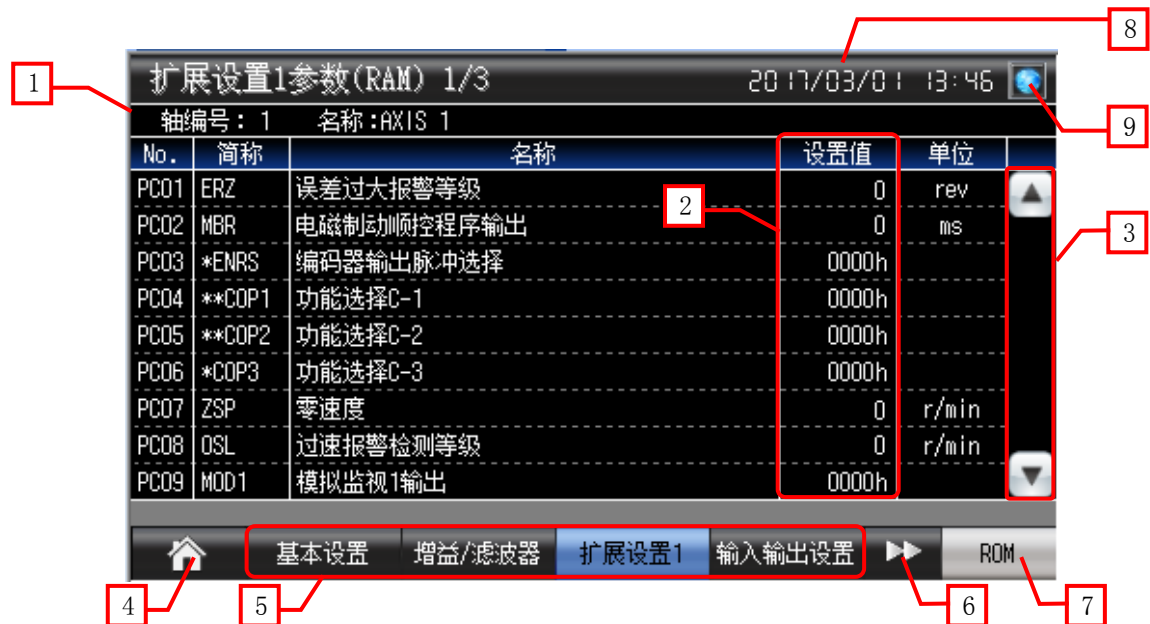 8
扩展设置1参数(RAM) 1/3 2017/03/01 13:46
1
轴编号: 1 名称:AXIS 1
9
No. 简称 名称 设置值 单位
PC01 ERZ 误差过大报警等级 0 rev
2
PC02 MBR 电磁制动顺控程序输出 0 ms
3
PC03 *ENRS 编码器输出脉冲选择 0000h
PC04 **COP1 功能选择C-1 0000h
PC05 **COP2 功能选择C-2 0000h
PC06 *COP3 功能选择C-3 0000h
PC07 ZSP 零速度 0 r/min
PC08 OSL 过速报警检测等级 0 r/min
PC09 MOD1 模拟监视1输出 0000h
基本设置 增益/滤波器 扩展设置1 输入输出设置 ROM
4 5 6 7